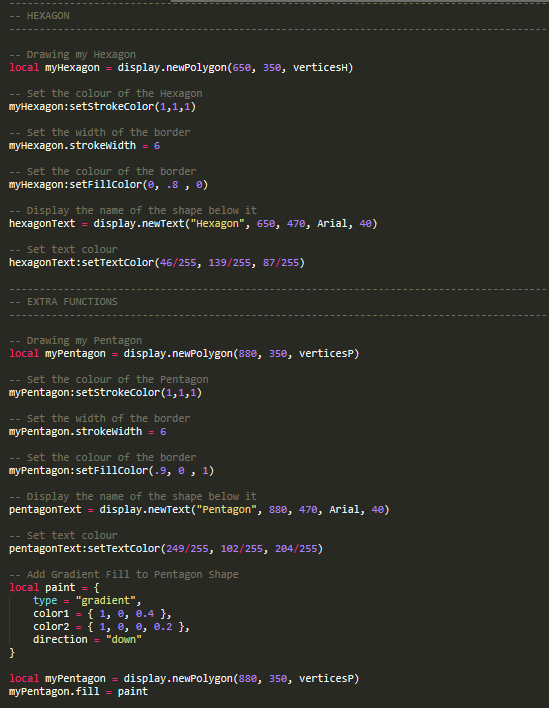 --------------------------------------------------------------------------------
-- HEXAGON
--------------------------------------------------------------------------------
-- Drawing my Hexagon
local myHexagon = display.newPolygon(650, 350, verticesH)
-- Set the colour of the Hexagon
myHexagon:setStrokeColor(1,1,1)
-- Set the width of the border
myHexagon.strokeWidth = 6
-- Set the colour of the border
myHexagon:setFillColor(0, .8 , 0)
-- Display the name of the shape below it
hexagonText = display.newText("Hexagon", 650, 470, Arial, 40)
-- Set text colour
hexagonText:setTextColor(46/255, 139/255, 87/255)
--------------------------------------------------------------------------------
-- EXTRA FUNCTIONS
--------------------------------------------------------------------------------
-- Drawing my Pentagon
local myPentagon = display.newPolygon(880, 350, verticesP)
-- Set the colour of the Pentagon
myPentagon:setStrokeColor(1,1,1)
-- Set the width of the border
myPentagon.strokeWidth = 6
-- Set the colour of the border
myPentagon:setFillColor(.9, 0 , 1)
-- Display the name of the shape below it
pentagonText = display.newText("Pentagon", 880, 470, Arial, 40)
-- Set text colour
pentagonText:setTextColor(249/255, 102/255, 204/255)
-- Add Gradient Fill to Pentagon Shape
local paint = {
    type = "gradient",
    color1 = { 1, 0, 0.4 },
    color2 = { 1, 0, 0, 0.2 },
    direction = "down"
}
local myPentagon = display.newPolygon(880, 350, verticesP)
myPentagon.fill = paint